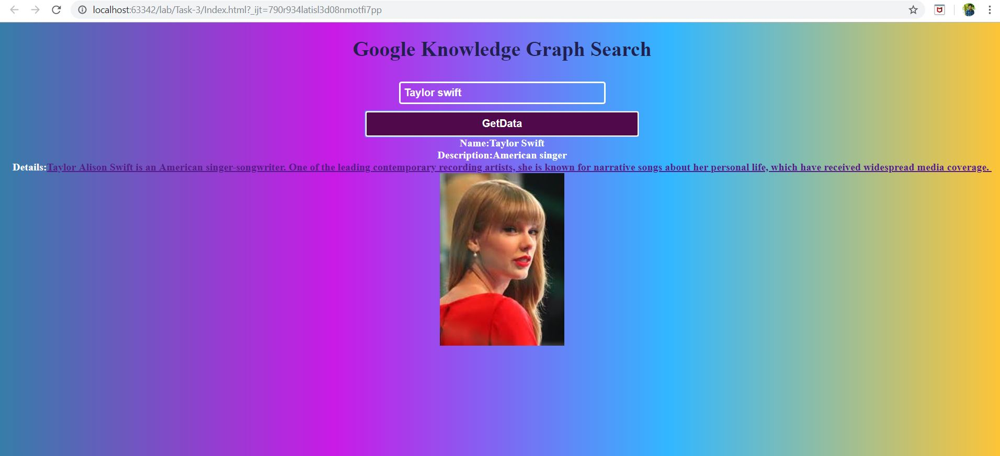 localhost:63342/lab/Task-3/Index.html?_ijt=790r934latisl3d08nmotfi7pp
Google Knowledge Graph Search
Taylor swift
GetData
Name:Taylor Swift
Description:American singer
Details:Taylor Alison Swift is an American singer-songwriter. One of the leading contemporary recording artists, she is known for narrative songs about her personal life, which have received widespread media coverage.